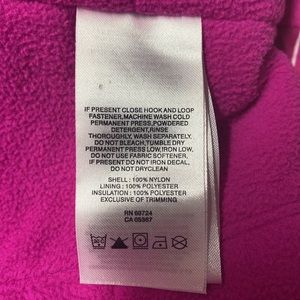 IF PRESENT CLOSE HOOK AND LOOP
FASTENER,MACHINE WASH COLD
PERMANENT PRESS,POWDERED
DETERGENT,RINSE
THOROUGHLY, WASH SEPARATELY.
DO NOT BLEACH,TUMBLE DRY
PERMANENT PRESS LOW,IRON LOW,
DO NOT USE FABRIC SOFTENER,
IF PRESENT DO NOT IRON DECAL,
DO NOT DRYCLEAN
SHELL : 100% NYLON
LINING : 100% POLYESTER
INSULATION : 100% POLYESTER
EXCLUSIVE OF TRIMMING
RN 60724
CA 05367